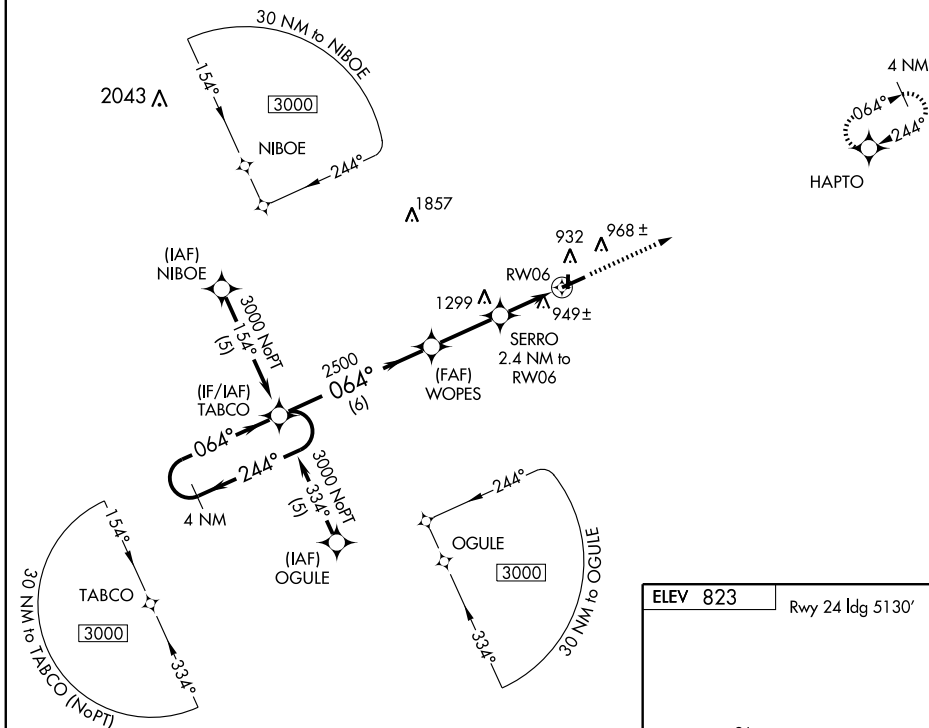 30 NM to NIBOE
154°
2043
3000
NIBOE
244°
4 NM
064°
244°
HAPTO
1857
(IAF)
NIBOE
3000 NoPT
154°
(5)
932
968 ±
RW06
1299
949 ±
SERRO
2.4 NM to
RW06
2500
064°
(6)
(FAF)
WOPES
(IF/IAF)
TABCO
064°
244°
4 NM
3000 NoPT
334°
(5)
(IAF)
OGULE
244°
OGULE
3000
334°
30 NM to OGULE
154°
TABCO
3000
334°
30 NM to TABCO (NoPT)
ELEV 823
Rwy 24 ldg 5130'